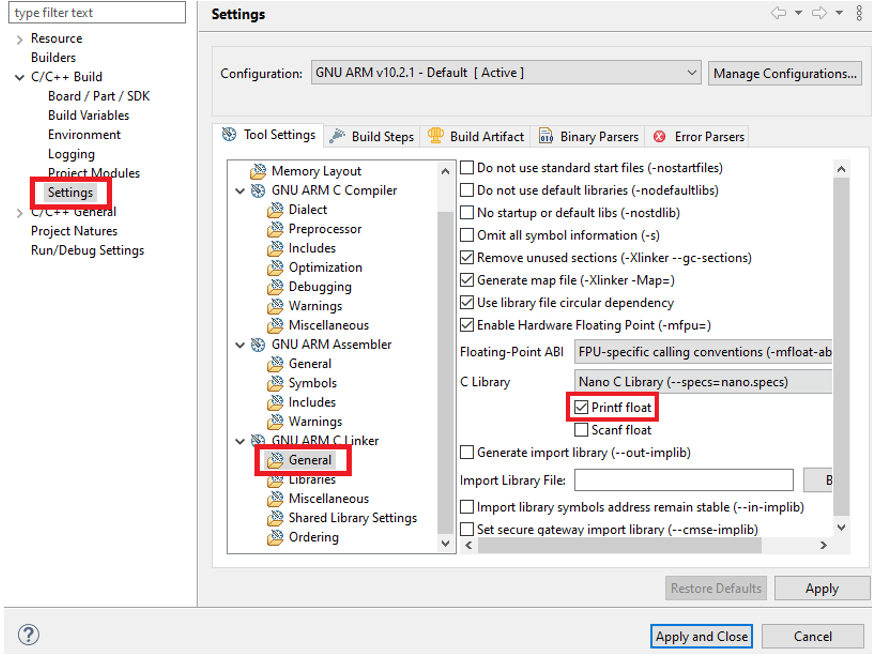 type filter text
Resource
Builders
C/C++ Build
Board / Part / SDK
Build Variables
Environment
Logging
Project Modules
Settings
C/C++ General
Project Natures
Run/Debug Settings
Settings
Configuration: GNU ARM v10.2.1 - Default [ Active ] Manage Configurations...
Tool Settings Build Steps Build Artifact Binary Parsers Error Parsers
Memory Layout
GNU ARM C Compiler
Dialect
Preprocessor
Includes
Optimization
Debugging
Warnings
Miscellaneous
GNU ARM Assembler
General
Symbols
Includes
Warnings
GNU ARM C Linker
General
Libraries
Miscellaneous
Shared Library Settings
Ordering
Do not use standard start files (-nostartfiles)
Do not use default libraries (-nodefaultlibs)
No startup or default libs (-nostdlib)
Omit all symbol information (-s)
Remove unused sections (-Xlinker --gc-sections)
Generate map file (-Xlinker -Map=)
Use library file circular dependency
Enable Hardware Floating Point (-mfpu=)
Floating-Point ABI FPU-specific calling conventions (-mfloat-ab
C Library Nano C Library (--specs=nano.specs)
Printf float
Scanf float
Generate import library (--out-implib)
Import Library File: B
Import library symbols address remain stable (--in-implib)
Set secure gateway import library (--cmse-implib)
Restore Defaults Apply
Apply and Close Cancel